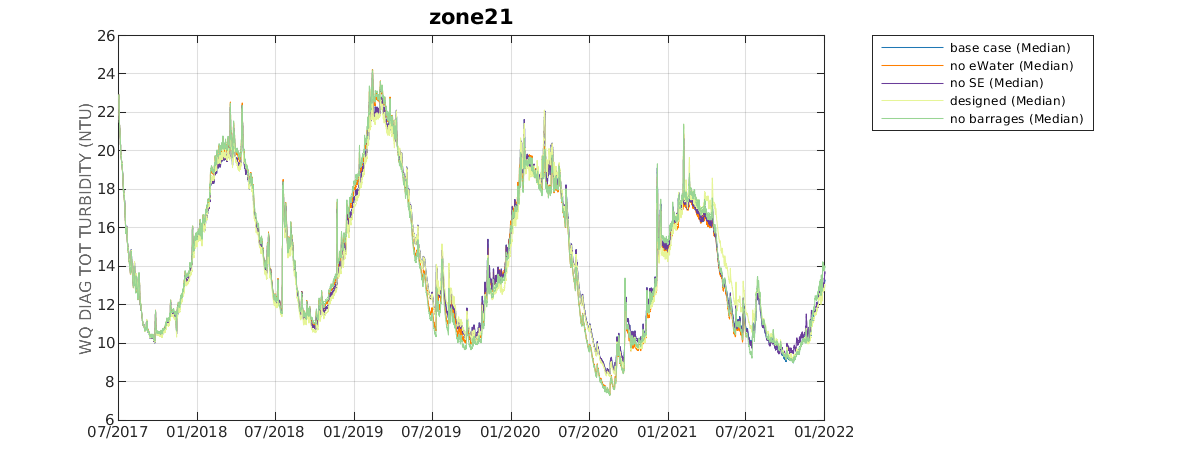 zone21
WQ DIAG TOT TURBIDITY (NTU)
26
24
22
20
18
16
14
12
10
8
6
07/2017 01/2018 07/2018 01/2019 07/2019 01/2020 07/2020 01/2021 07/2021 01/2022
base case (Median)
no eWater (Median)
no SE (Median)
designed (Median)
no barrages (Median)